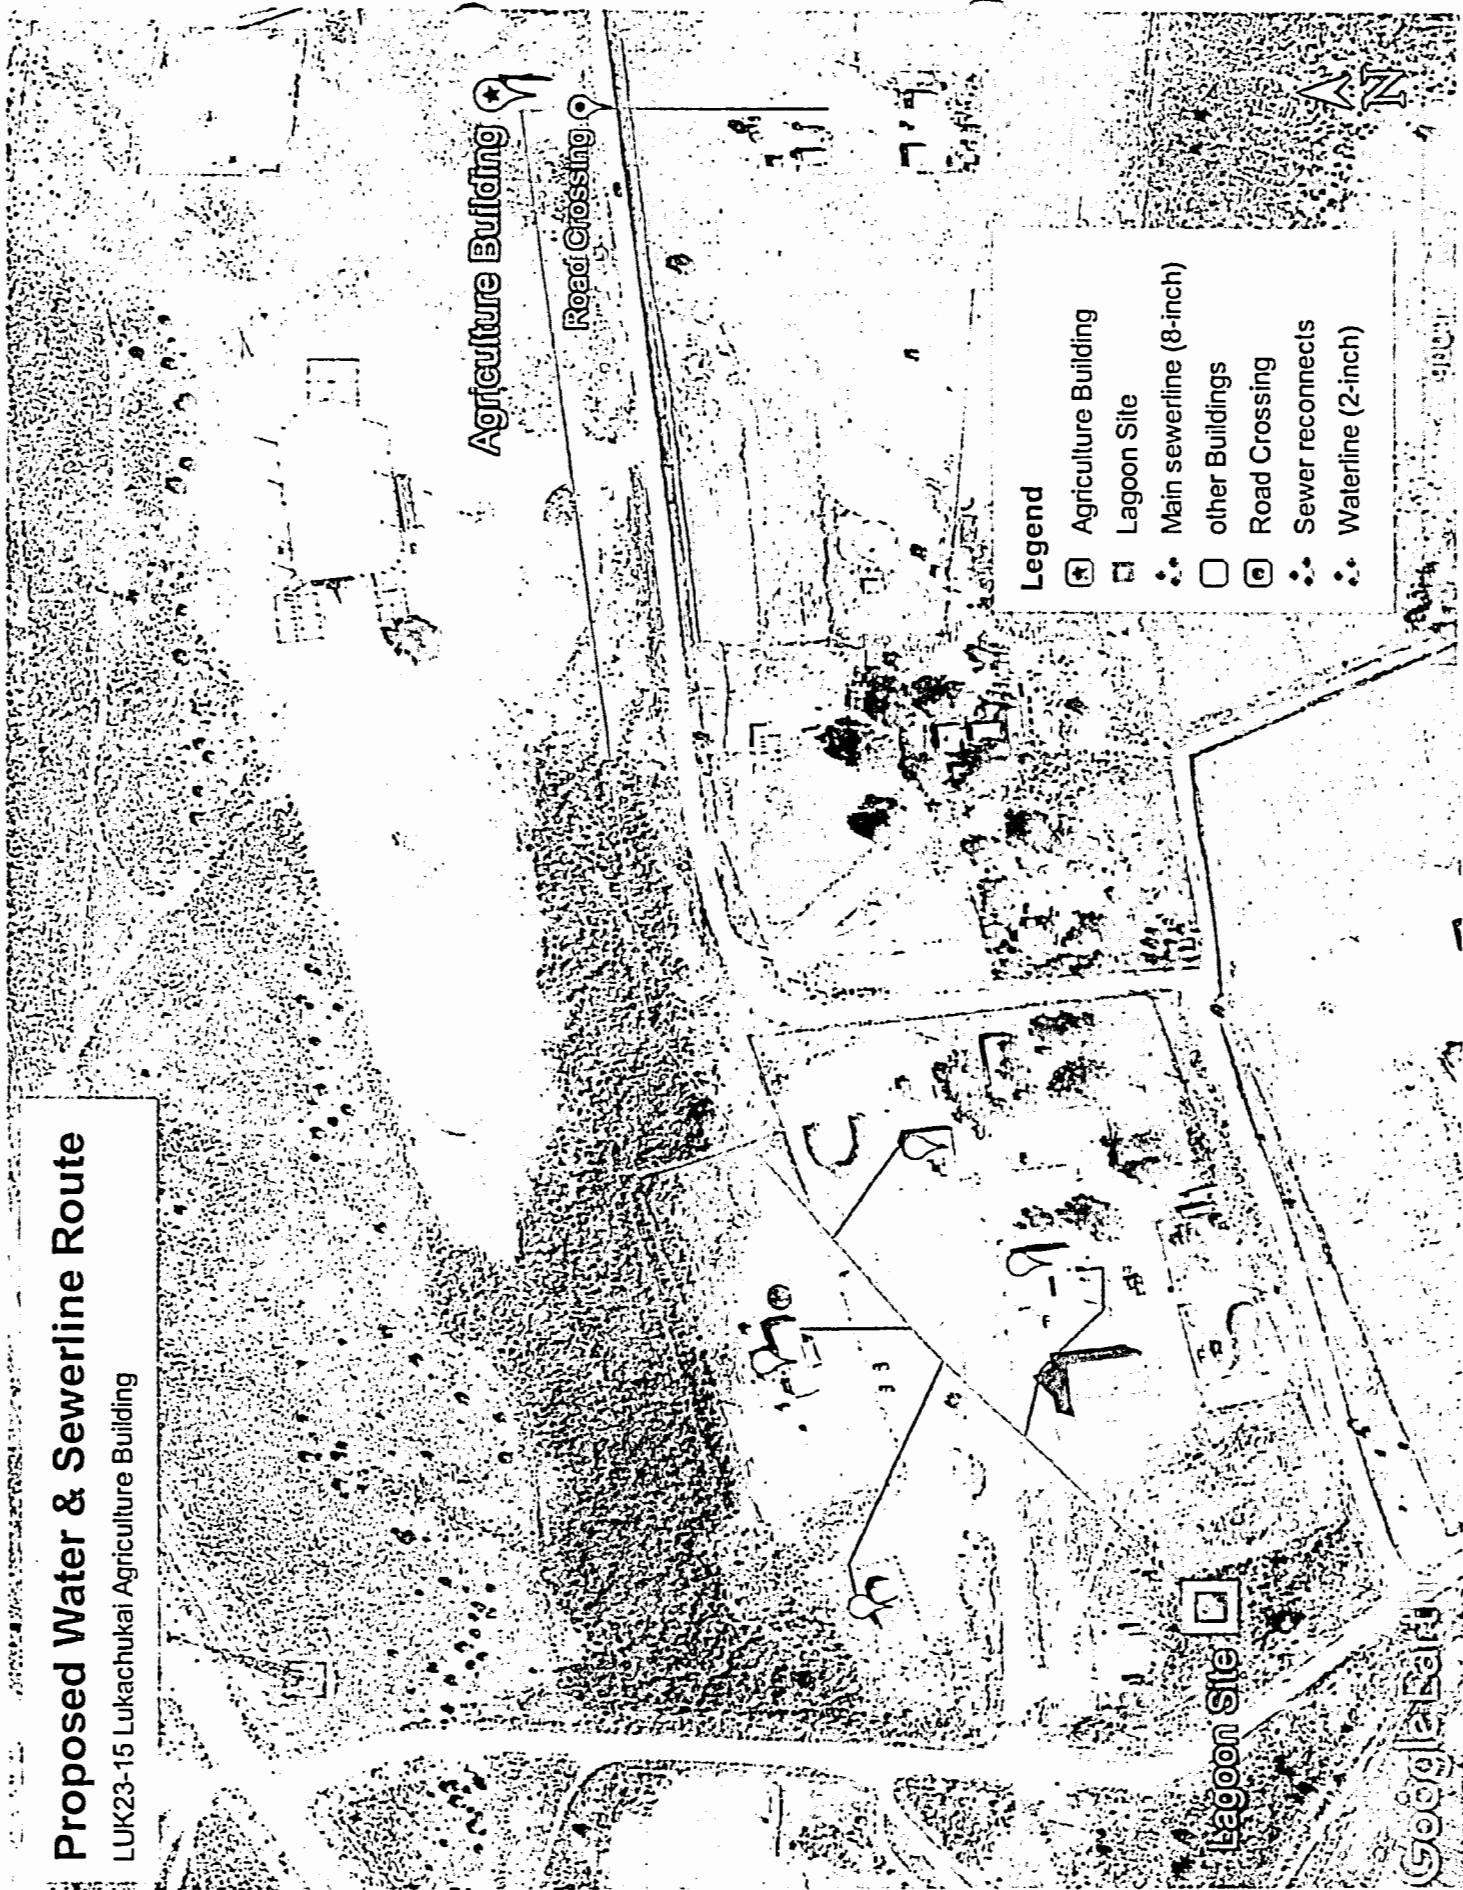 Proposed Water & Sewerline Route
LUK23-15 Lukachukai Agriculture Building
Agriculture Building
Road Crossing
Legend
Agriculture Building
Lagoon Site
Main sewerline (8-inch)
other Buildings
Road Crossing
Sewer reconnects
Waterline (2-inch)
Lagoon Site
Google Earth
N